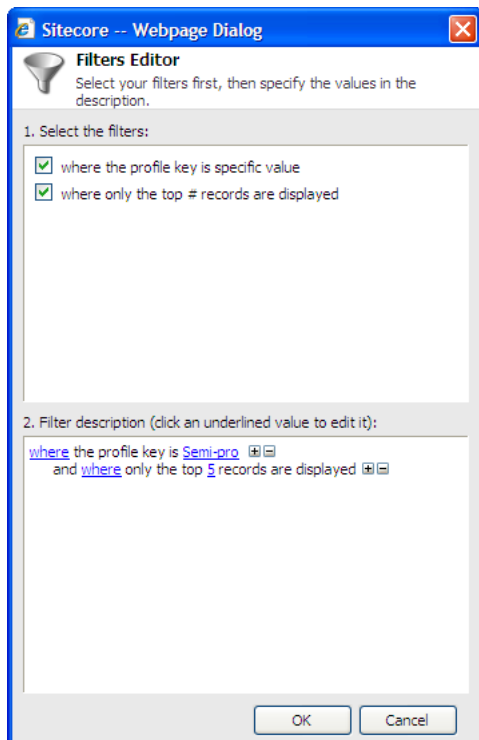 Sitecore -- Webpage Dialog
Filters Editor
Select your filters first, then specify the values in the
description.
1. Select the filters:
where the profile key is specific value
where only the top # records are displayed
2. Filter description (click an underlined value to edit it):
where the profile key is Semi-pro
and where only the top 5 records are displayed
OK Cancel